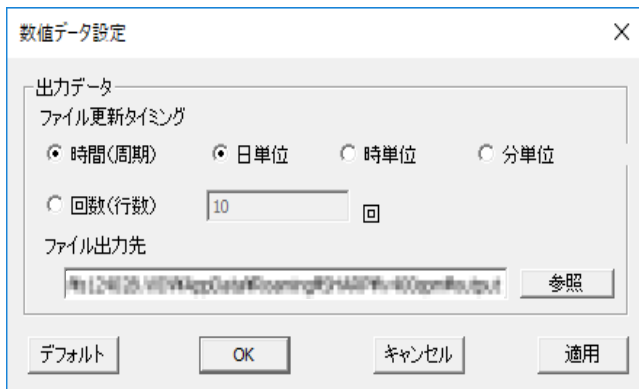 数値データ設定
出力データ
ファイル更新タイミング
時間(周期) 日単位 時単位 分単位
回数(行数) 10 回
ファイル出力先
参照
デフォルト OK キャンセル 適用